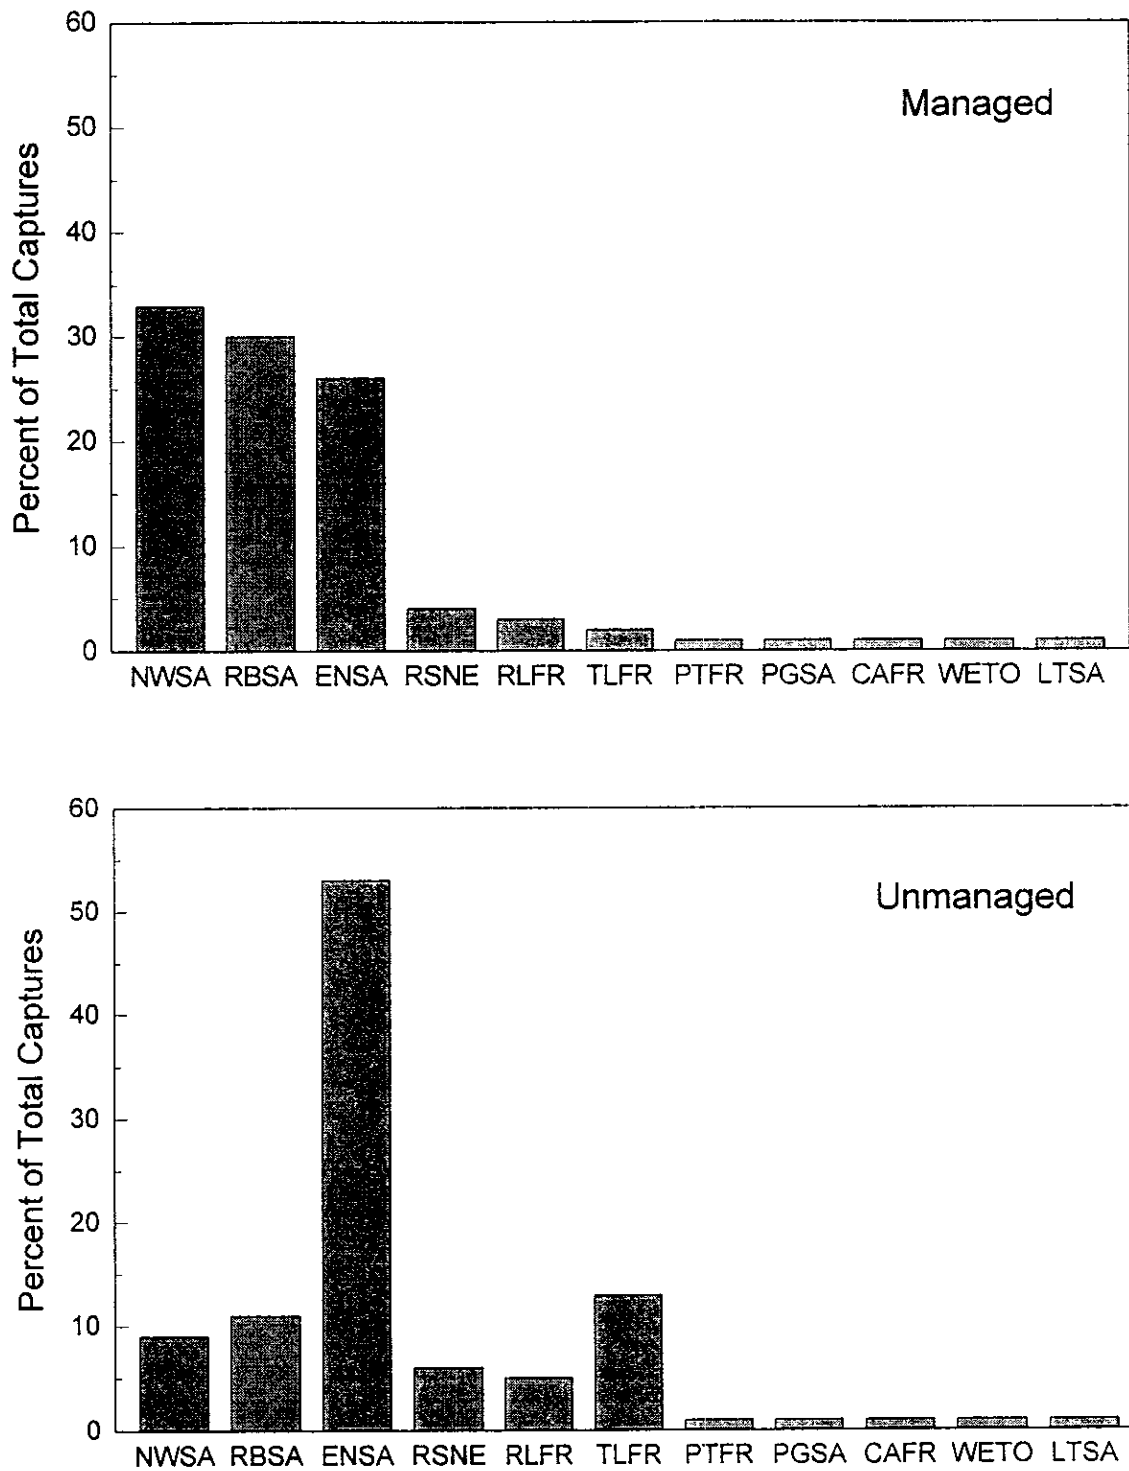 60
Managed
50
40
30
20
10
0
Percent of Total Captures
NWSA RBSA ENSA RSNE RLFR TLFR PTFR PGSA CAFR WETO LTSA
60
Unmanaged
50
40
30
20
10
0
Percent of Total Captures
NWSA RBSA ENSA RSNE RLFR TLFR PTFR PGSA CAFR WETO LTSA